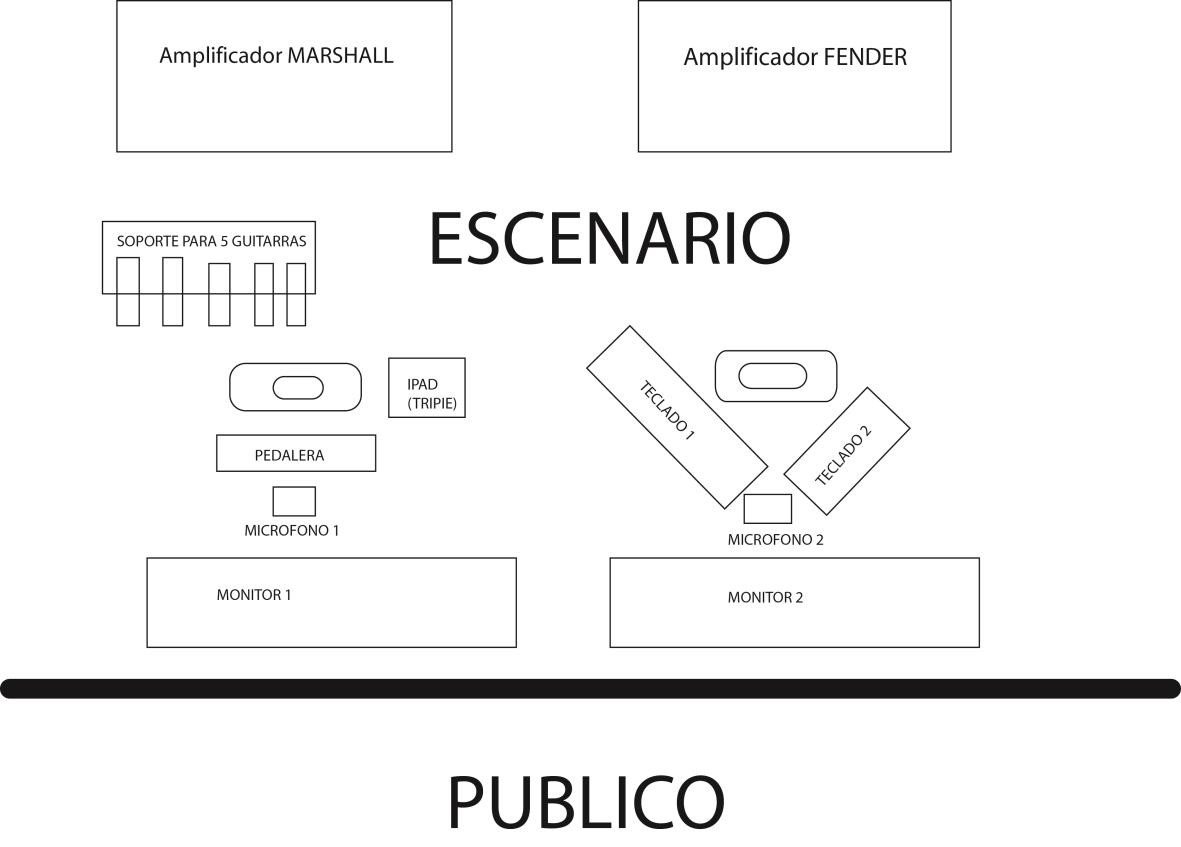 Amplificador MARSHALL
Amplificador FENDER
ESCENARIO
SOPORTE PARA 5 GUITARRAS
IPAD
(TRIPIE)
TECLADO 1
TECLADO 2
PEDALERA
MICROFONO 1
MICROFONO 2
MONITOR 1
MONITOR 2
PUBLICO